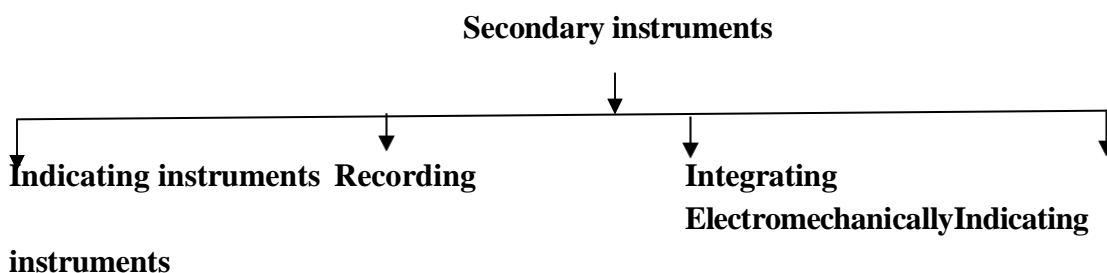 Secondary instruments
Indicating instruments Recording Integrating
ElectromechanicallyIndicating
instruments